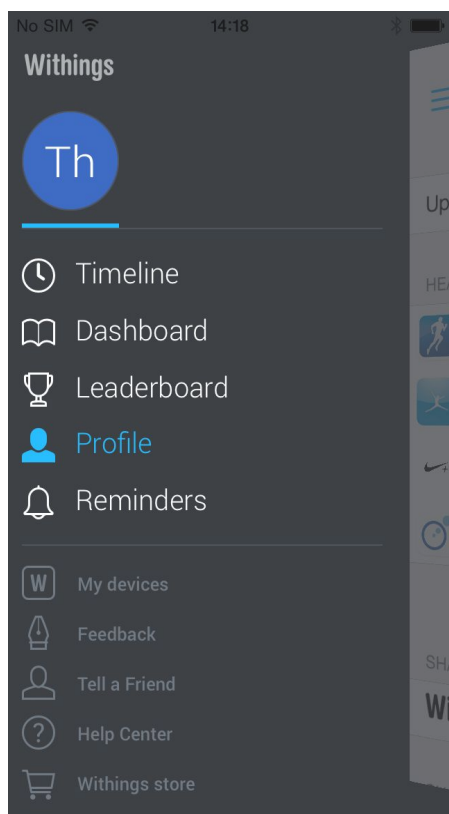 No SIM 14:18
Withings
Th
Timeline
Dashboard
Leaderboard
Profile
Reminders
W My devices
Feedback
Tell a Friend
? Help Center
Withings store
Up
HEA
SHA
Wi